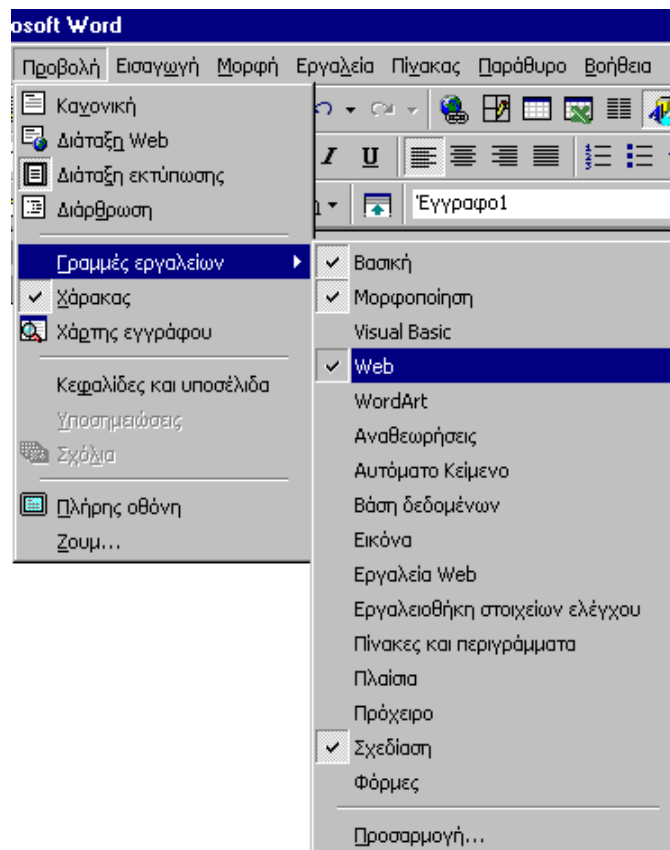 osoft Word
Προβολή Εισαγωγή Μορφή Εργαλεία Πίνακας Παράθυρο Βοήθεια
Κανονική
Διάταξη Web
Διάταξη εκτύπωσης
Διάρθρωση
Έγγραφο1
Γραμμές εργαλείων
Χάρακας
Χάρτης εγγράφου
Κεφαλίδες και υποσέλιδα
Υποσημειώσεις
Σχόλια
Πλήρης οθόνη
Ζουμ...
Βασική
Μορφοποίηση
Visual Basic
Web
WordArt
Αναθεωρήσεις
Αυτόματο Κείμενο
Βάση δεδομένων
Εικόνα
Εργαλεία Web
Εργαλειοθήκη στοιχείων ελέγχου
Πίνακες και περιγράμματα
Πλαίσια
Πρόχειρο
Σχεδίαση
Φόρμες
Προσαρμογή...